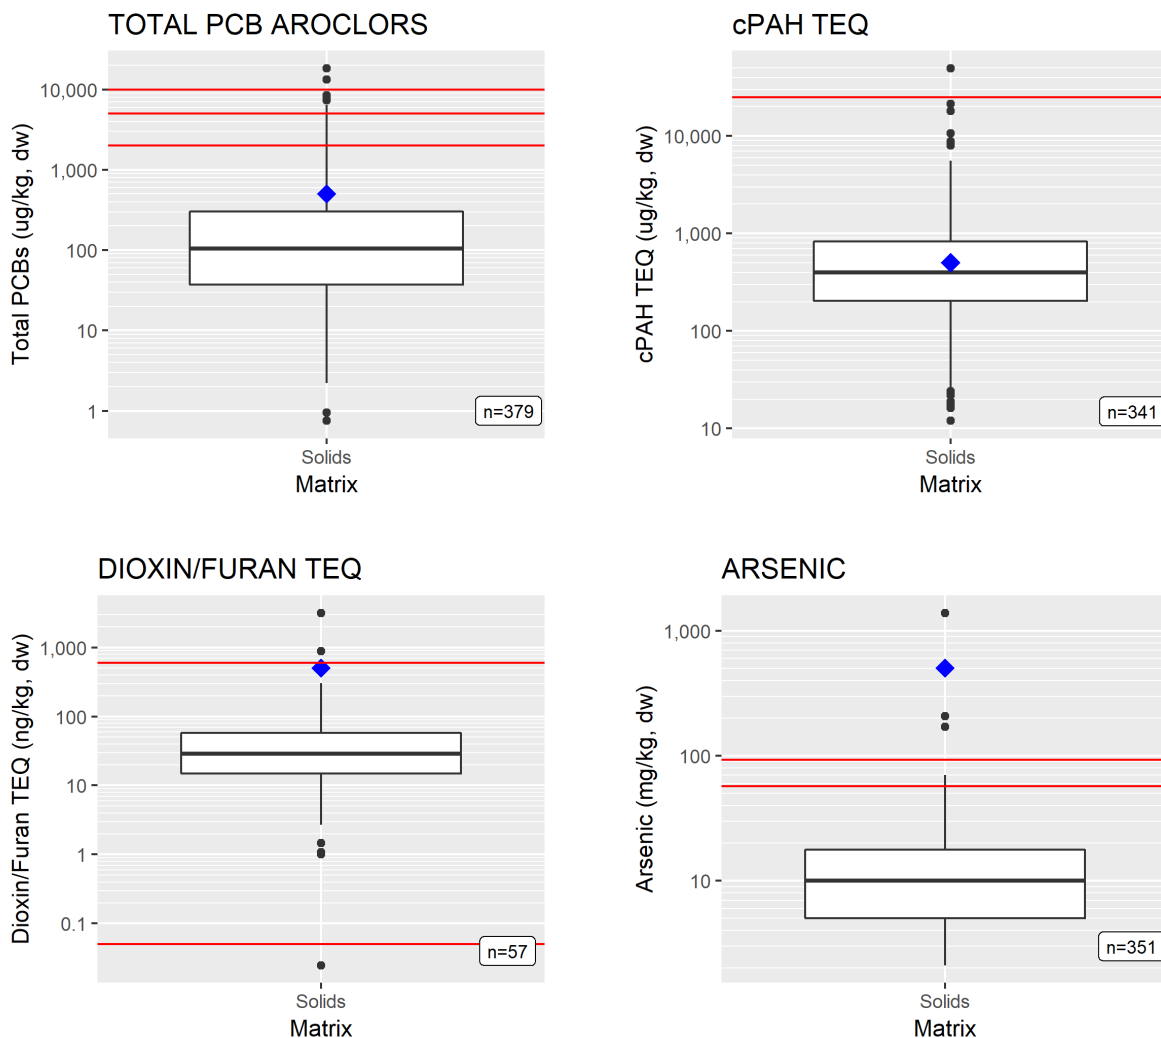 TOTAL PCB AROCLORS
Total PCBs (ug/kg, dw)
10,000
1,000
100
10
1
n=379
Solids
Matrix
cPAH TEQ
cPAH TEQ (ug/kg, dw)
10,000
1,000
100
10
n=341
Solids
Matrix
DIOXIN/FURAN TEQ
Dioxin/Furan TEQ (ng/kg, dw)
1,000
100
10
1
0.1
n=57
Solids
Matrix
ARSENIC
Arsenic (mg/kg, dw)
1,000
100
10
n=351
Solids
Matrix